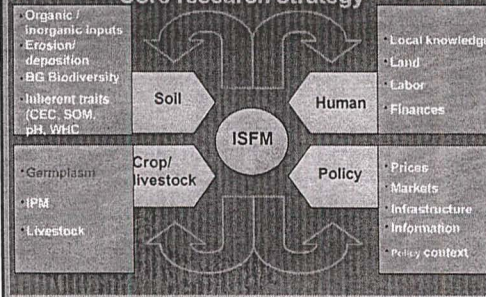 Core research strategy
• Organic /
inorganic inputs
• Erosion/
deposition
• BG Biodiversity
• Inherent traits
(CEC, SOM,
pH, WHC
Soil
Human
• Local knowledge
• Land
• Labor
• Finances
ISFM
• Germplasm
• IPM
• Livestock
Crop/
livestock
Policy
• Prices
• Markets
• Infrastructure
• Information
• Policy context